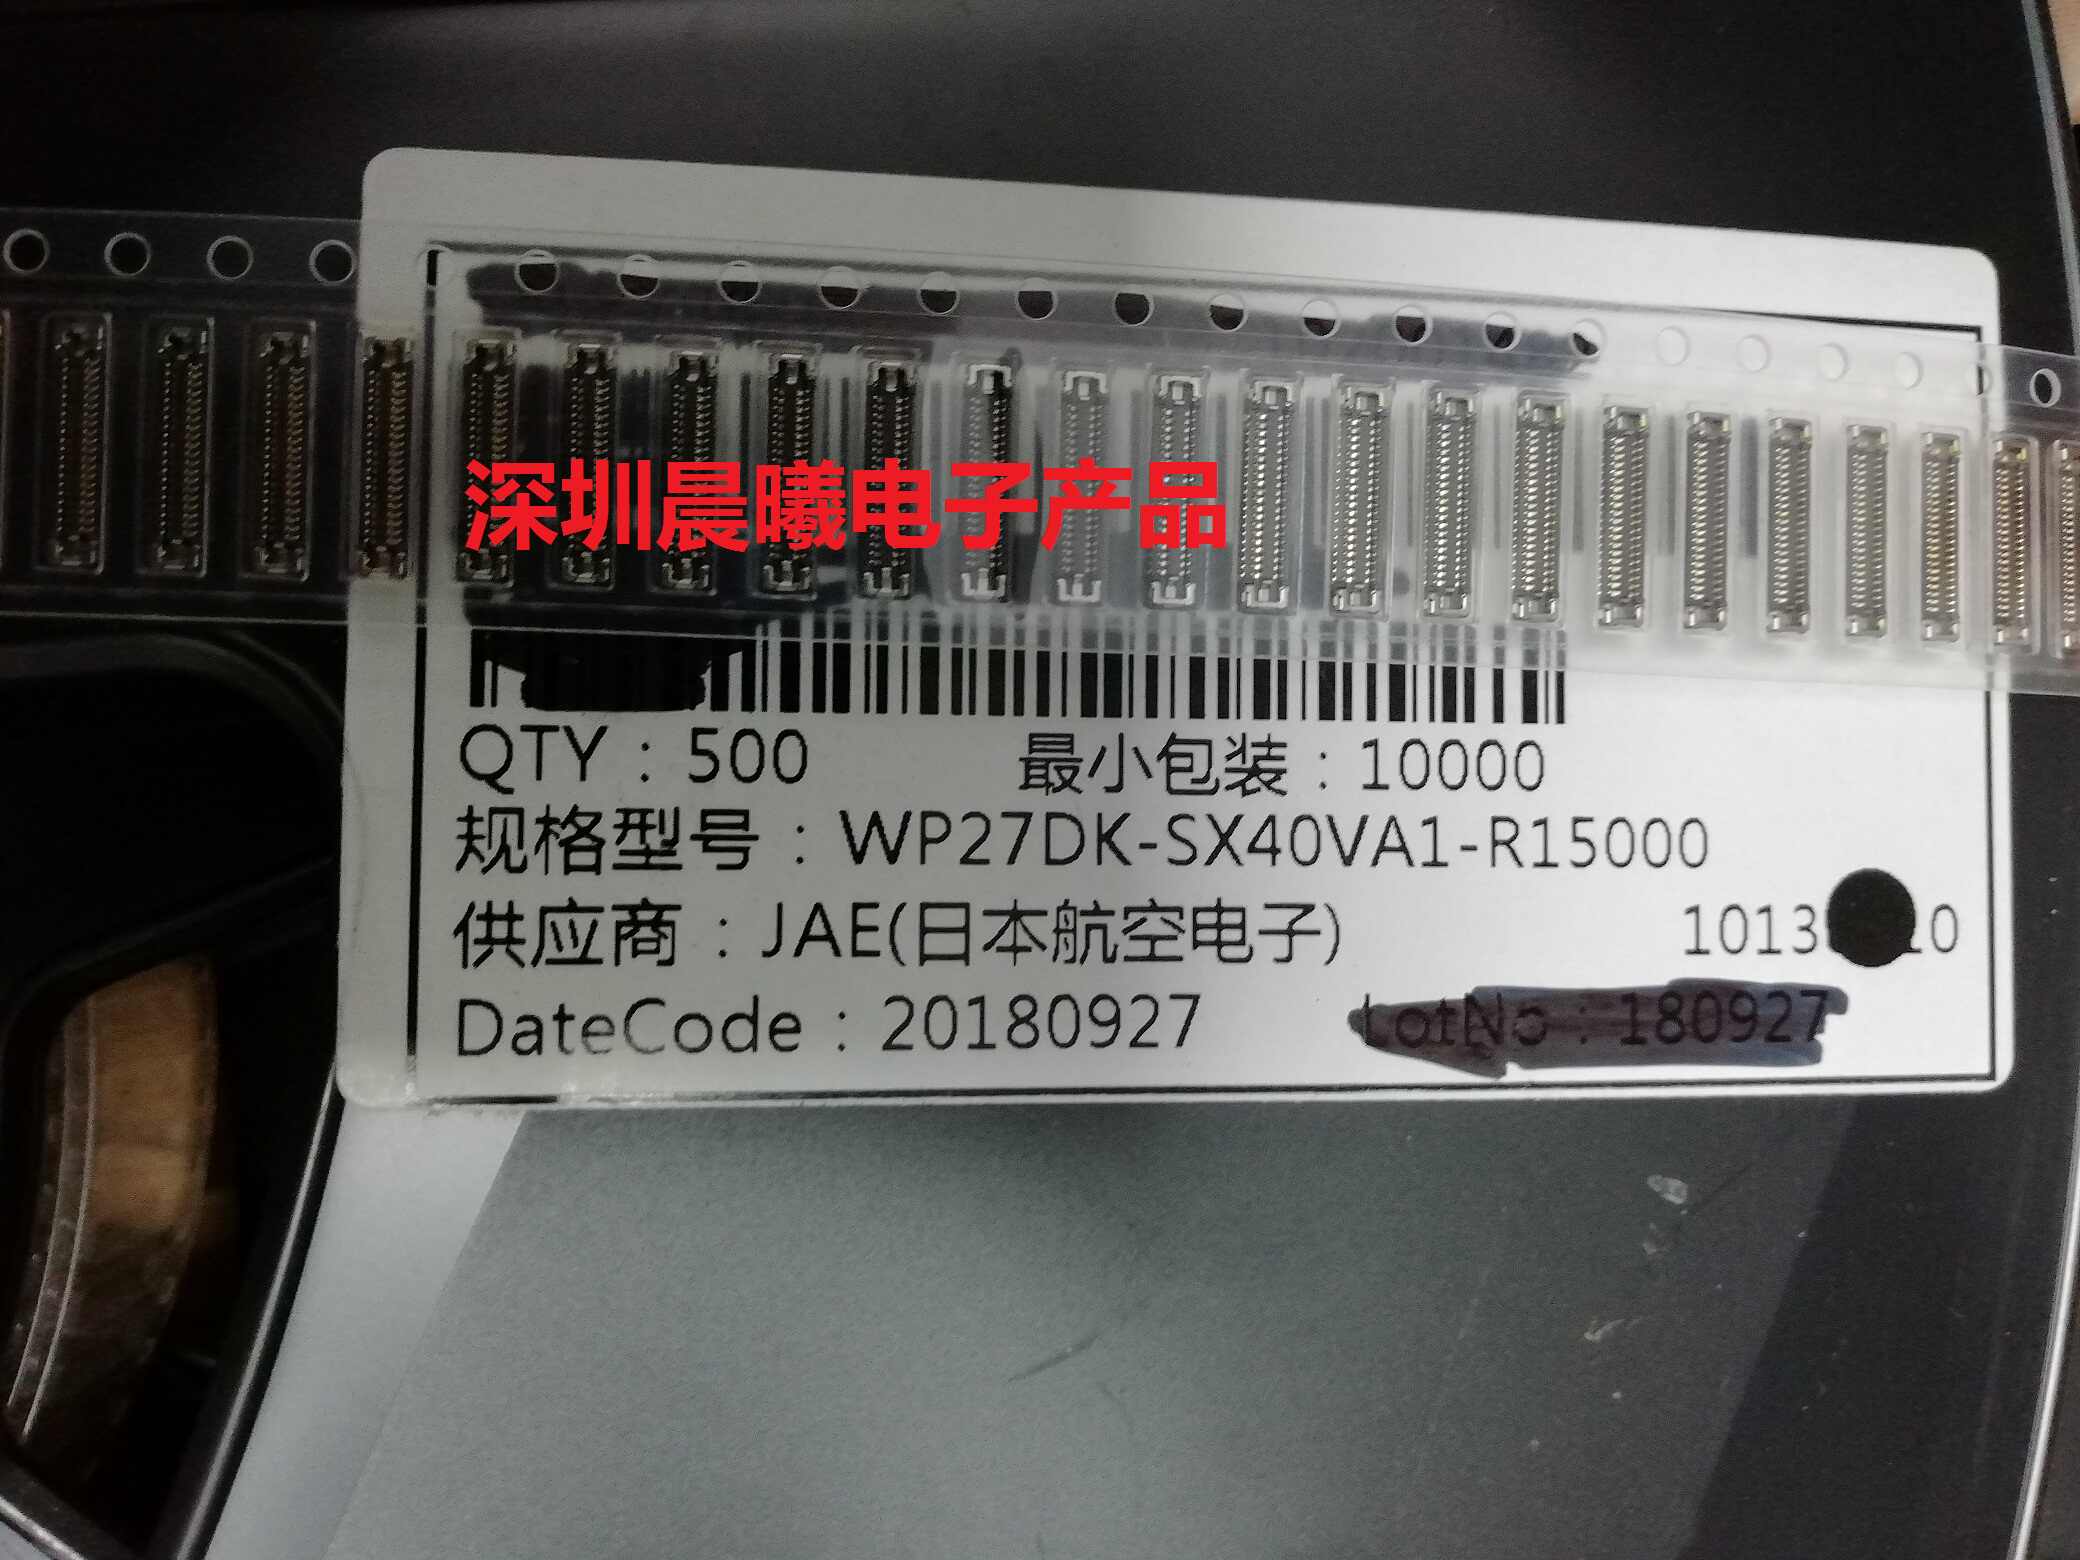 深圳晨曦电子产品
QTY：500 最小包装：10000
规格型号：WP27DK-SX40VA1-R15000
供应商：JAE(日本航空电子)
DateCode：20180927 LotNo：180927